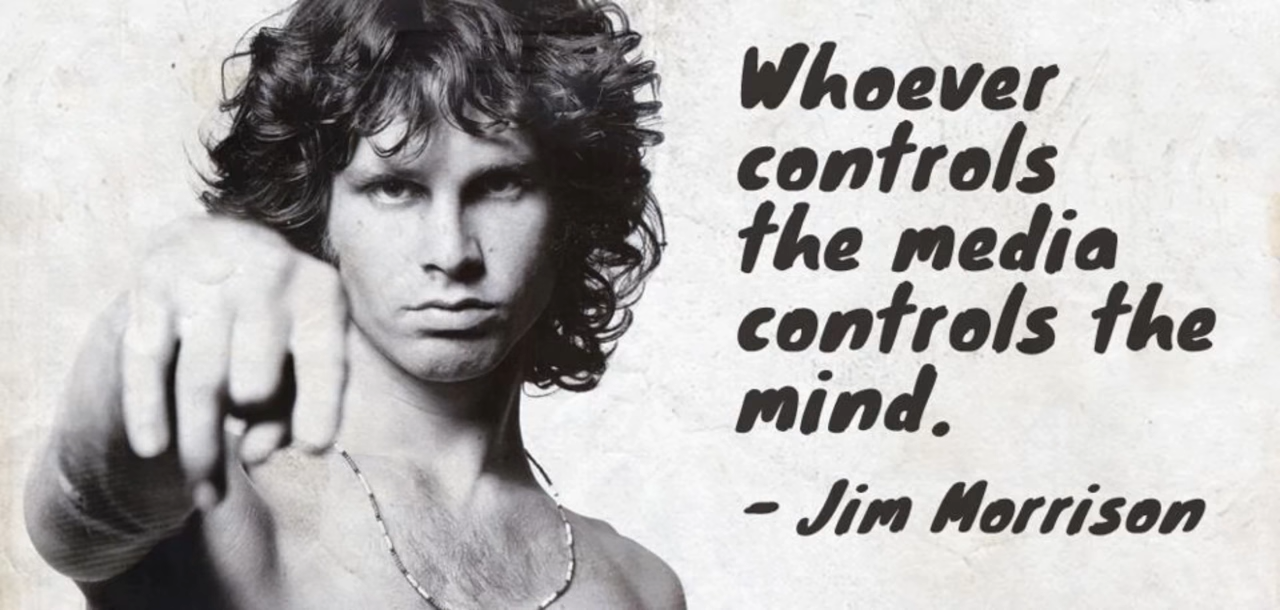 Whoever
controls
the media
controls the
mind.
- Jim Morrison